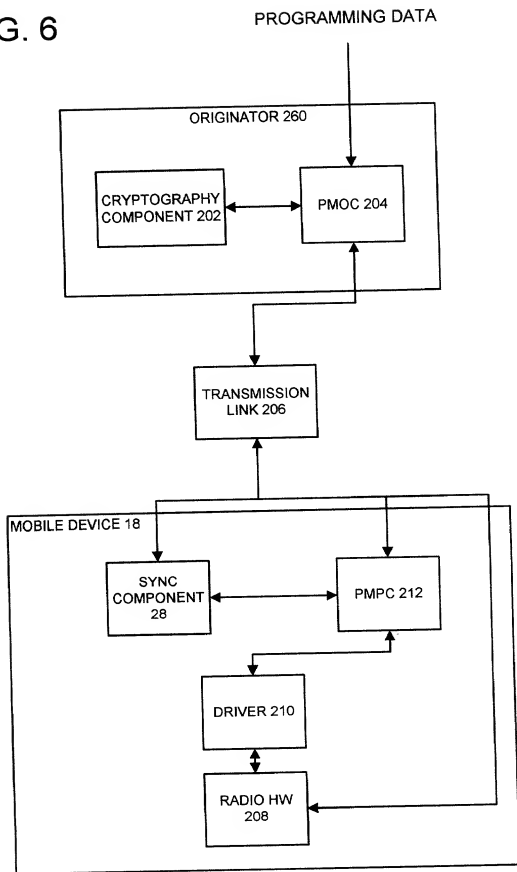 G. 6
PROGRAMMING DATA
ORIGINATOR 260
CRYPTOGRAPHY
COMPONENT 202
PMOC 204
TRANSMISSION
LINK 206
MOBILE DEVICE 18
SYNC
COMPONENT
28
PMPC 212
DRIVER 210
RADIO HW
208